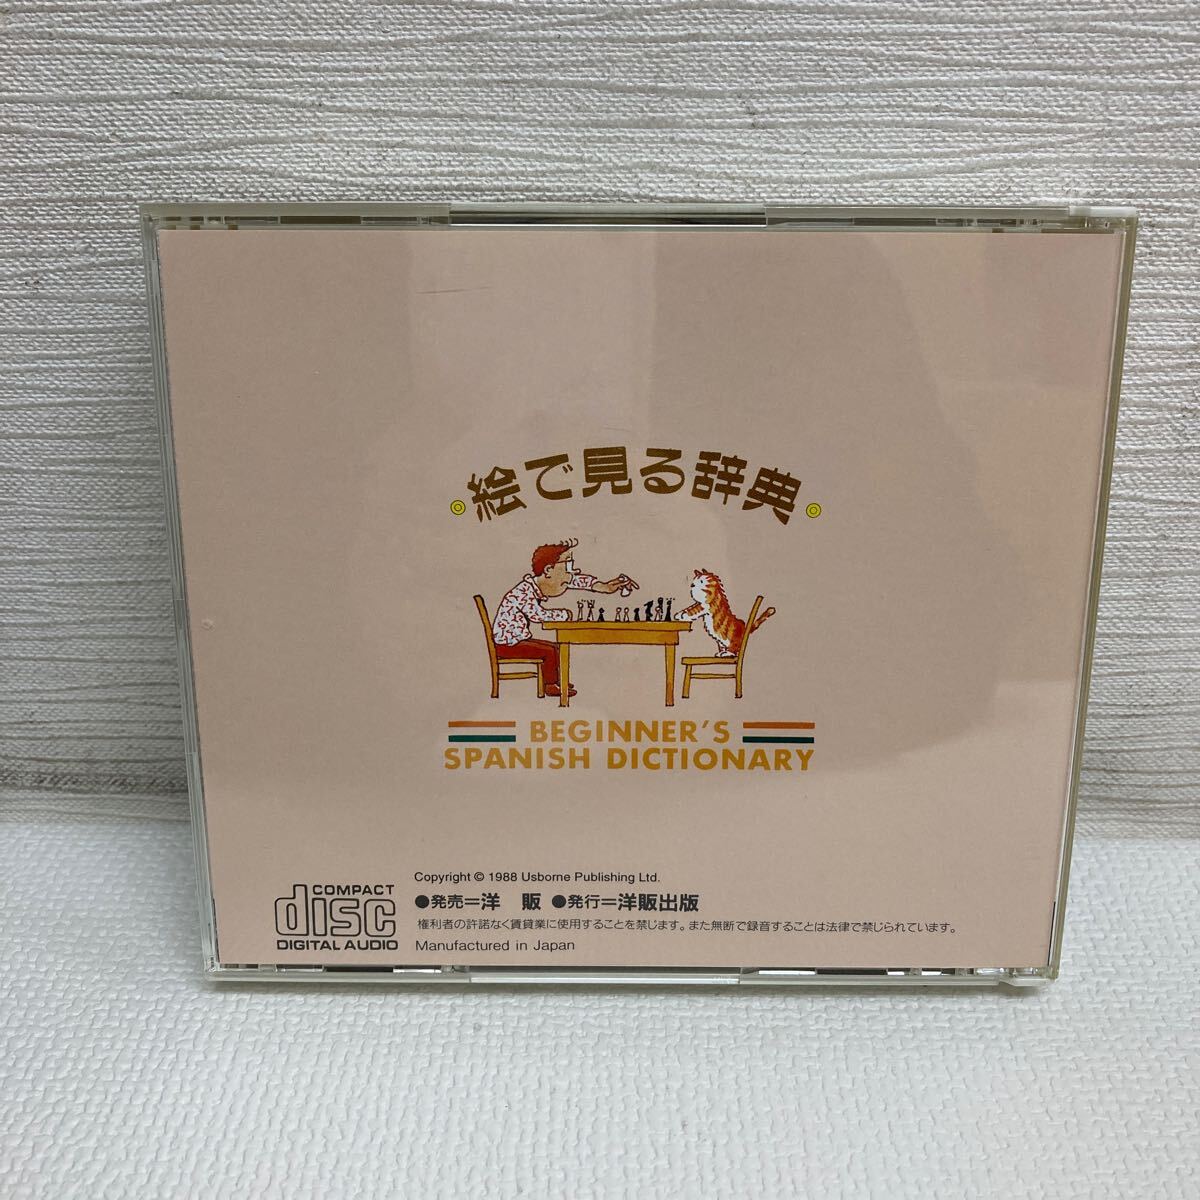 絵で見る辞典
BEGINNER'S
SPANISH DICTIONARY
COMPACT
disc
DIGITAL AUDIO
Copyright © 1988 Usborne Publishing Ltd.
●発売=洋　販　●発行=洋販出版
権利者の許諾なく賃貸業に使用することを禁じます。また無断で録音することは法律で禁じられています。
Manufactured in Japan